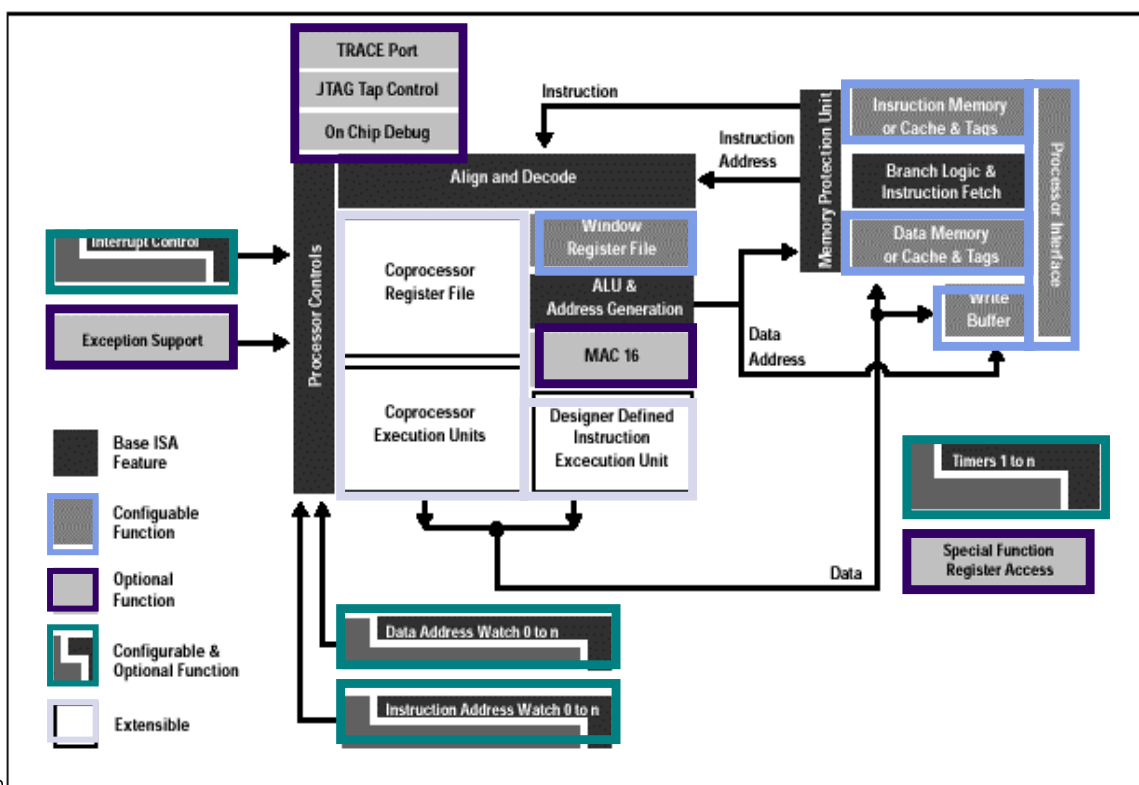 TRACE Port
JTAG Tap Control
On Chip Debug
Instruction
Instruction
Address
Align and Decode
Memory Protection Unit
Insruction Memory
or Cache & Tags
Branch Logic &
Instruction Fetch
Data Memory
or Cache & Tags
Processor Interface
Write
Buffer
Interrupt Control
Exception Support
Processor Controls
Coprocessor
Register File
Window
Register File
ALU &
Address Generation
MAC 16
Data
Address
Coprocessor
Execution Units
Designer Defined
Instruction
Excecution Unit
Base ISA
Feature
Configuable
Function
Optional
Function
Configurable &
Optional Function
Extensible
Timers 1 to n
Special Function
Register Access
Data
Data Address Watch 0 to n
Instruction Address Watch 0 to n